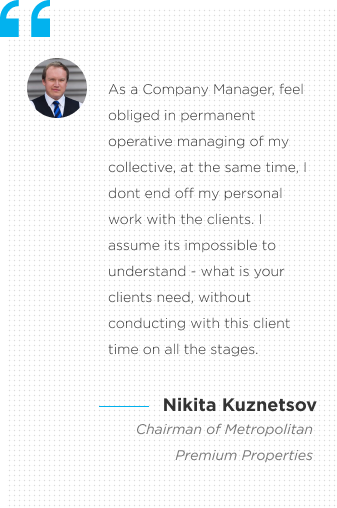 As a Company Manager, feel
obliged in permanent
operative managing of my
collective, at the same time, I
dont end off my personal
work with the clients. I
assume its impossible to
understand - what is your
clients need, without
conducting with this client
time on all the stages.
Nikita Kuznetsov
Chairman of Metropolitan
Premium Properties